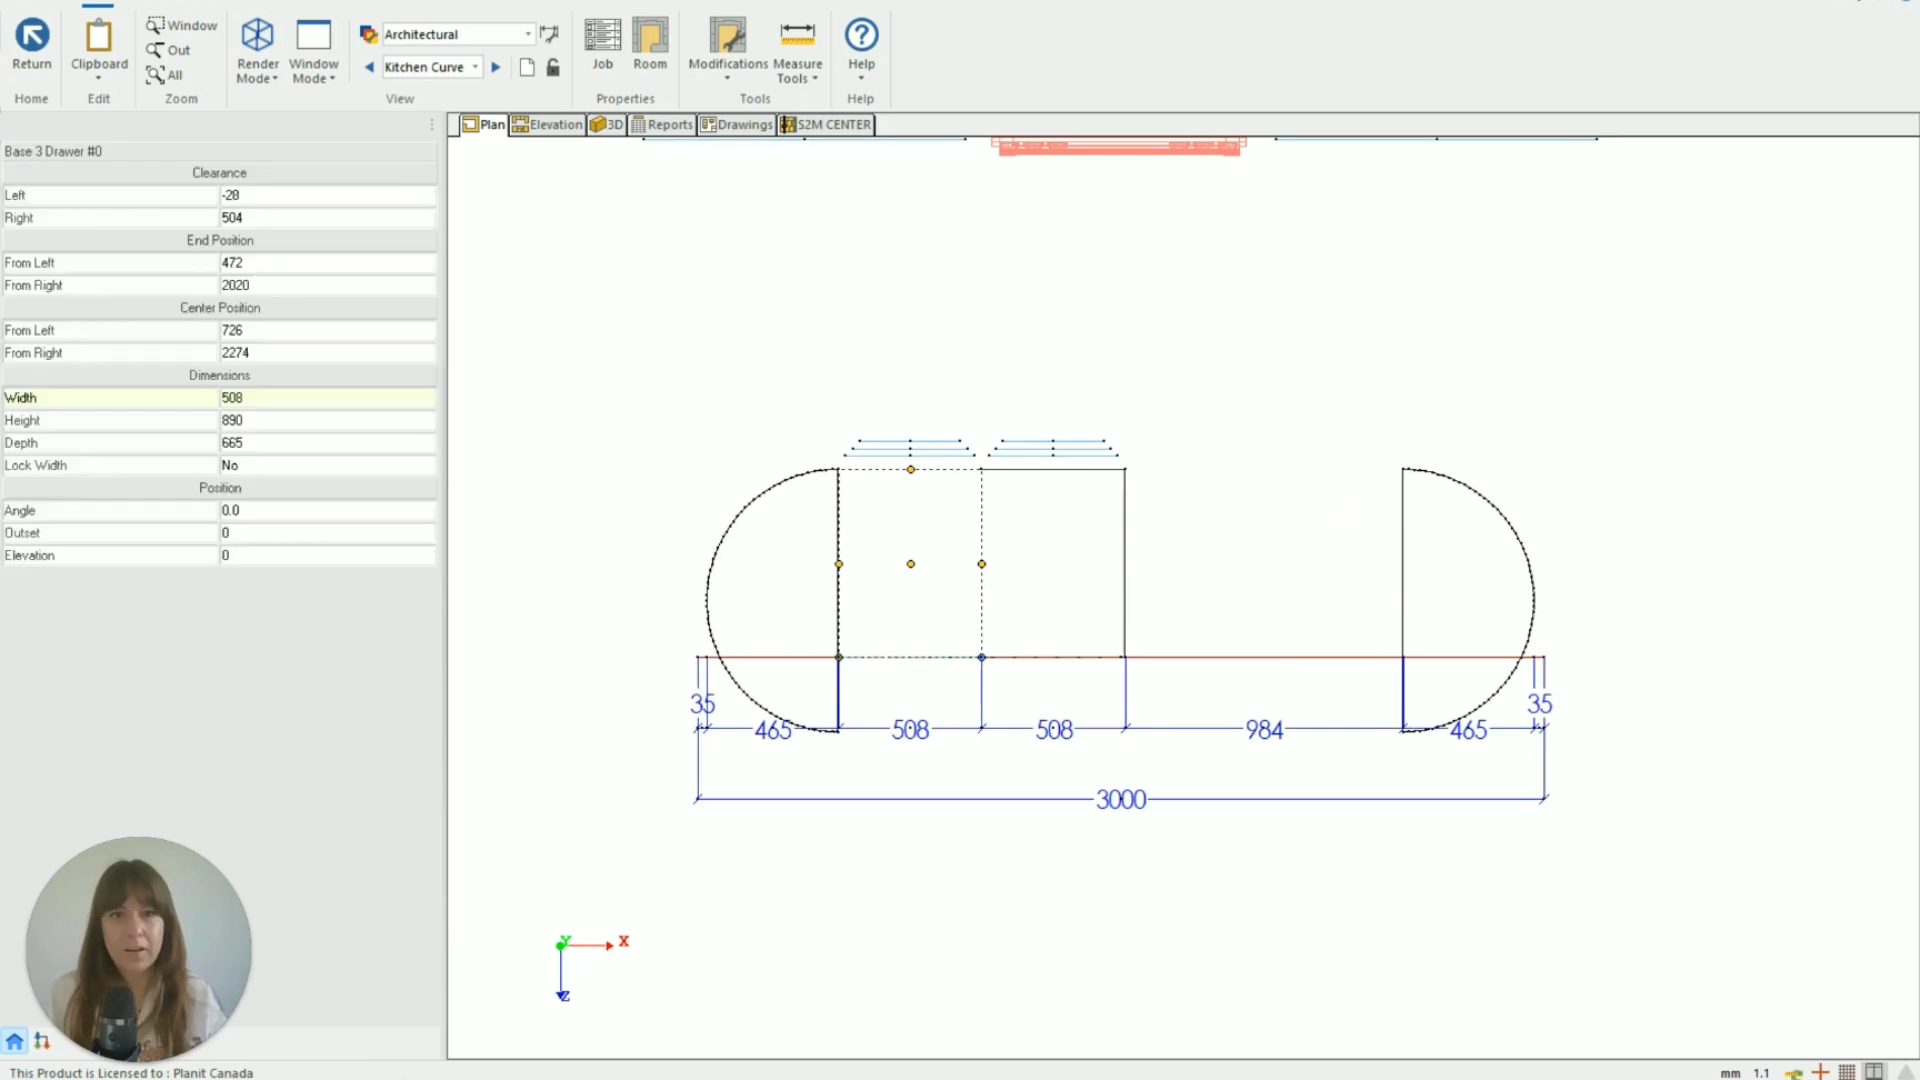 Return
Home
Clipboard
Edit
Window
Out
All
Zoom
Render
Mode
Window
Mode
Architectural
Kitchen Curve
View
Job
Room
Properties
Modifications
Measure
Tools
Tools
Help
Help
Plan
Elevation
3D
Reports
Drawings
S2M CENTER
Base 3 Drawer #0
Clearance
Left -28
Right 504
End Position
From Left 472
From Right 2020
Center Position
From Left 726
From Right 2274
Dimensions
Width 508
Height 890
Depth 665
Lock Width No
Position
Angle 0.0
Outset 0
Elevation 0
35
35
465
508
508
984
465
3000
Y
X
Z
This Product is Licensed to : Planit Canada
mm 1.1